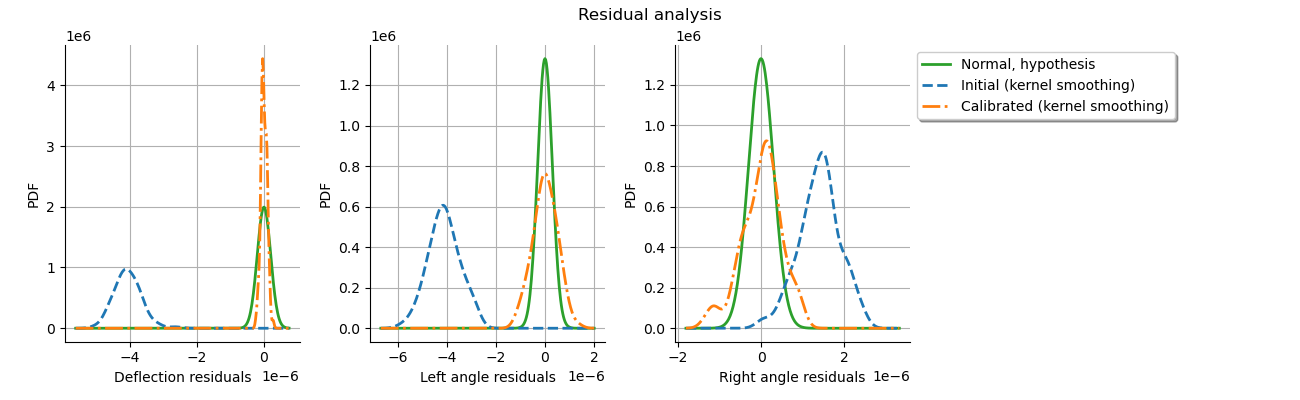 Residual analysis
1e6
PDF
4
3
2
1
0
−4
−2
0
Deflection residuals
1e−6
1e6
PDF
1.2
1.0
0.8
0.6
0.4
0.2
0.0
−6
−4
−2
0
2
Left angle residuals
1e−6
1e6
PDF
1.2
1.0
0.8
0.6
0.4
0.2
0.0
−2
0
2
Right angle residuals
1e−6
Normal, hypothesis
Initial (kernel smoothing)
Calibrated (kernel smoothing)